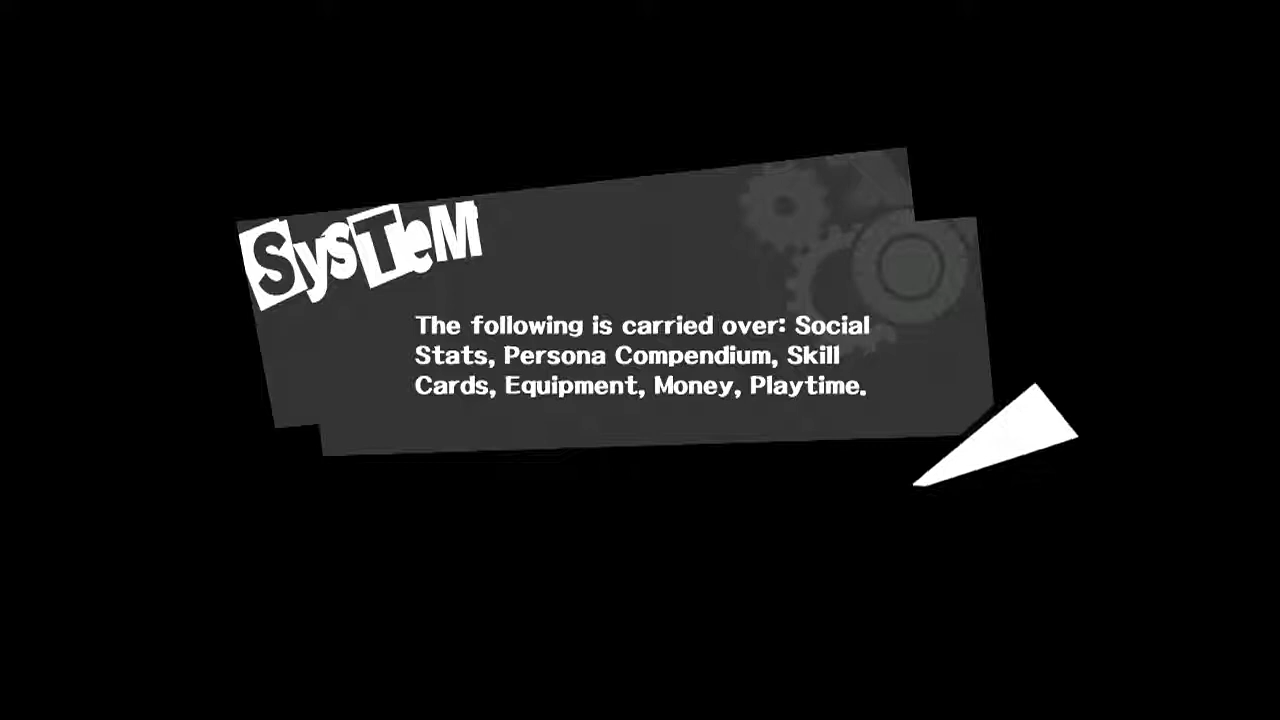 SysTeM
The following is carried over: Social
Stats, Persona Compendium, Skill
Cards, Equipment, Money, Playtime.